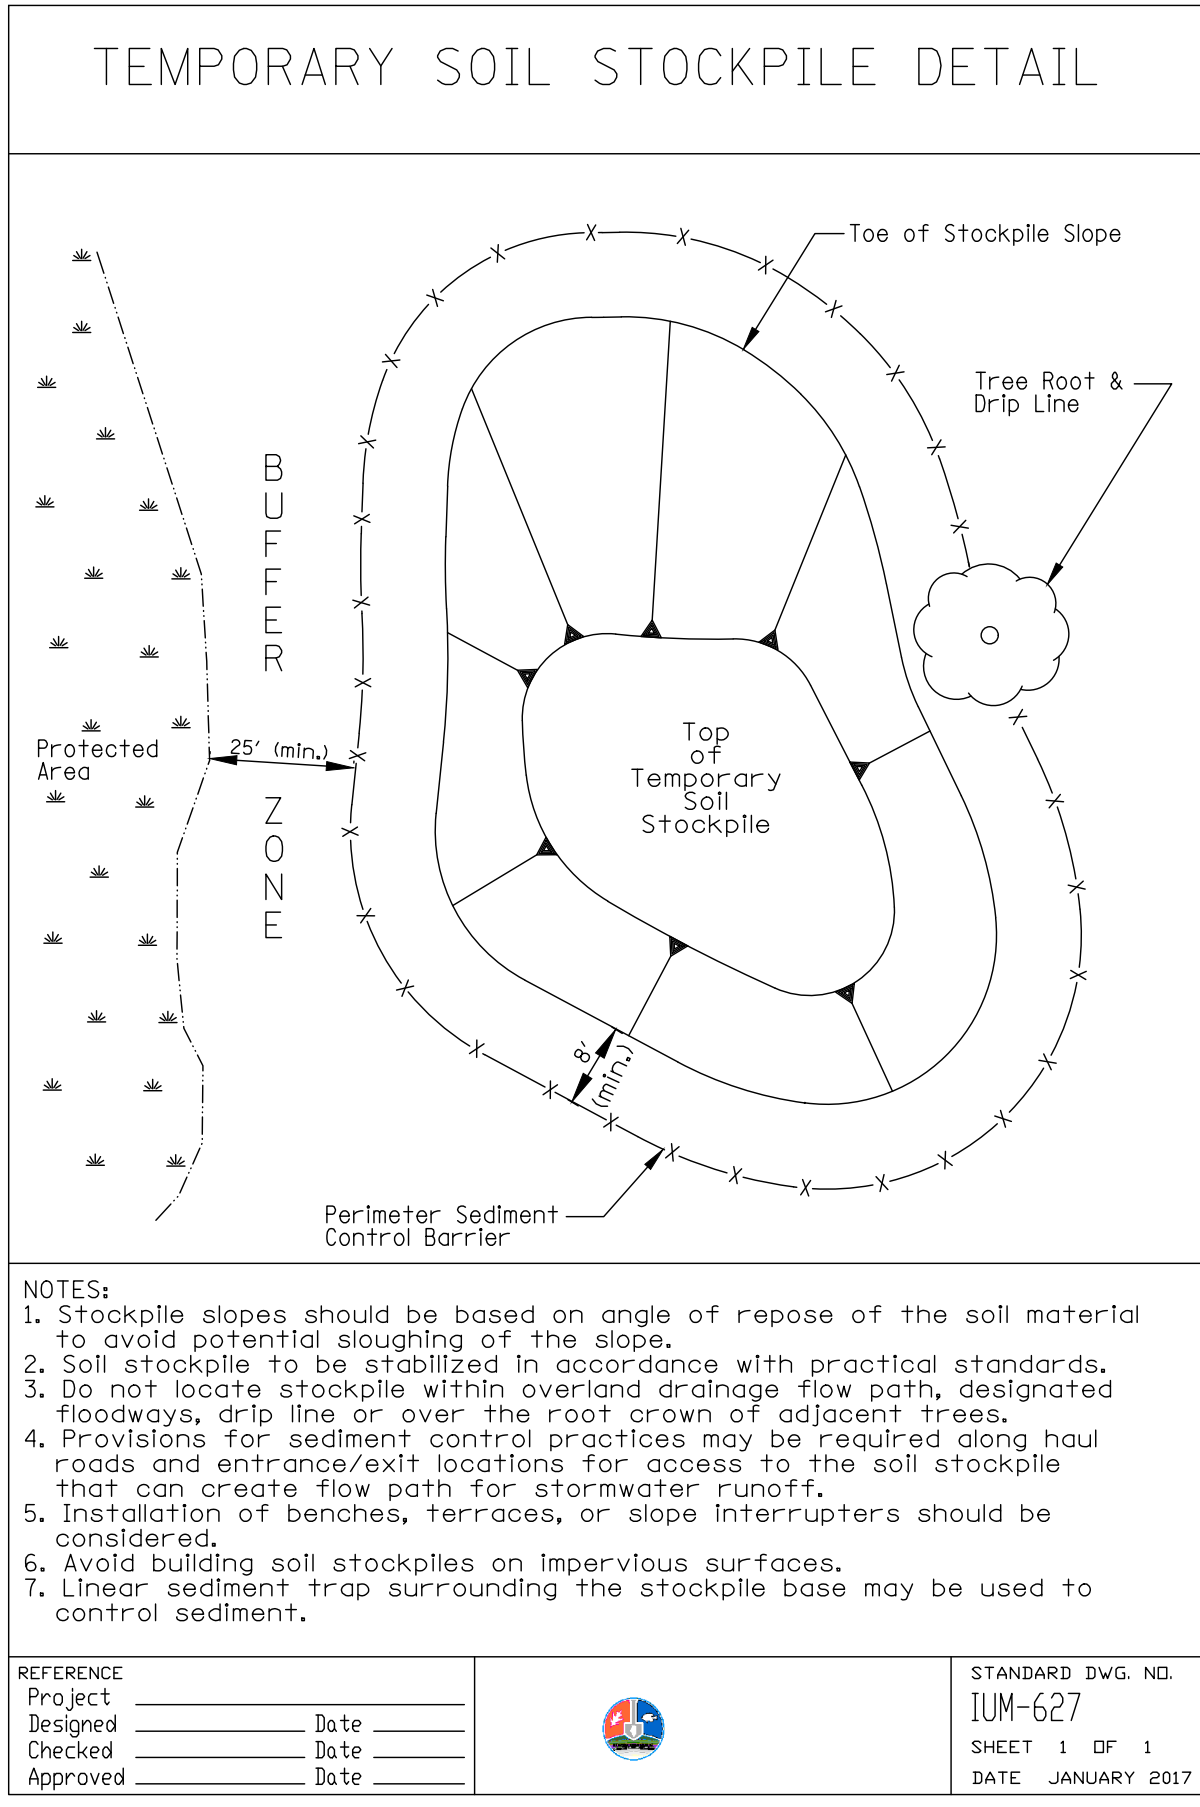 TEMPORARY SOIL STOCKPILE DETAIL
Toe of Stockpile Slope
Tree Root &
Drip Line
BUFFER
ZONE
Protected
Area
25' (min.)
Top
of
Temporary
Soil
Stockpile
8'
(min.)
Perimeter Sediment
Control Barrier
NOTES:
1. Stockpile slopes should be based on angle of repose of the soil material
to avoid potential sloughing of the slope.
2. Soil stockpile to be stabilized in accordance with practical standards.
3. Do not locate stockpile within overland drainage flow path, designated
floodways, drip line or over the root crown of adjacent trees.
4. Provisions for sediment control practices may be required along haul
roads and entrance/exit locations for access to the soil stockpile
that can create flow path for stormwater runoff.
5. Installation of benches, terraces, or slope interrupters should be
considered.
6. Avoid building soil stockpiles on impervious surfaces.
7. Linear sediment trap surrounding the stockpile base may be used to
control sediment.
REFERENCE
Project
Designed Date
Checked Date
Approved Date
STANDARD DWG. NO.
IUM-627
SHEET 1 OF 1
DATE JANUARY 2017